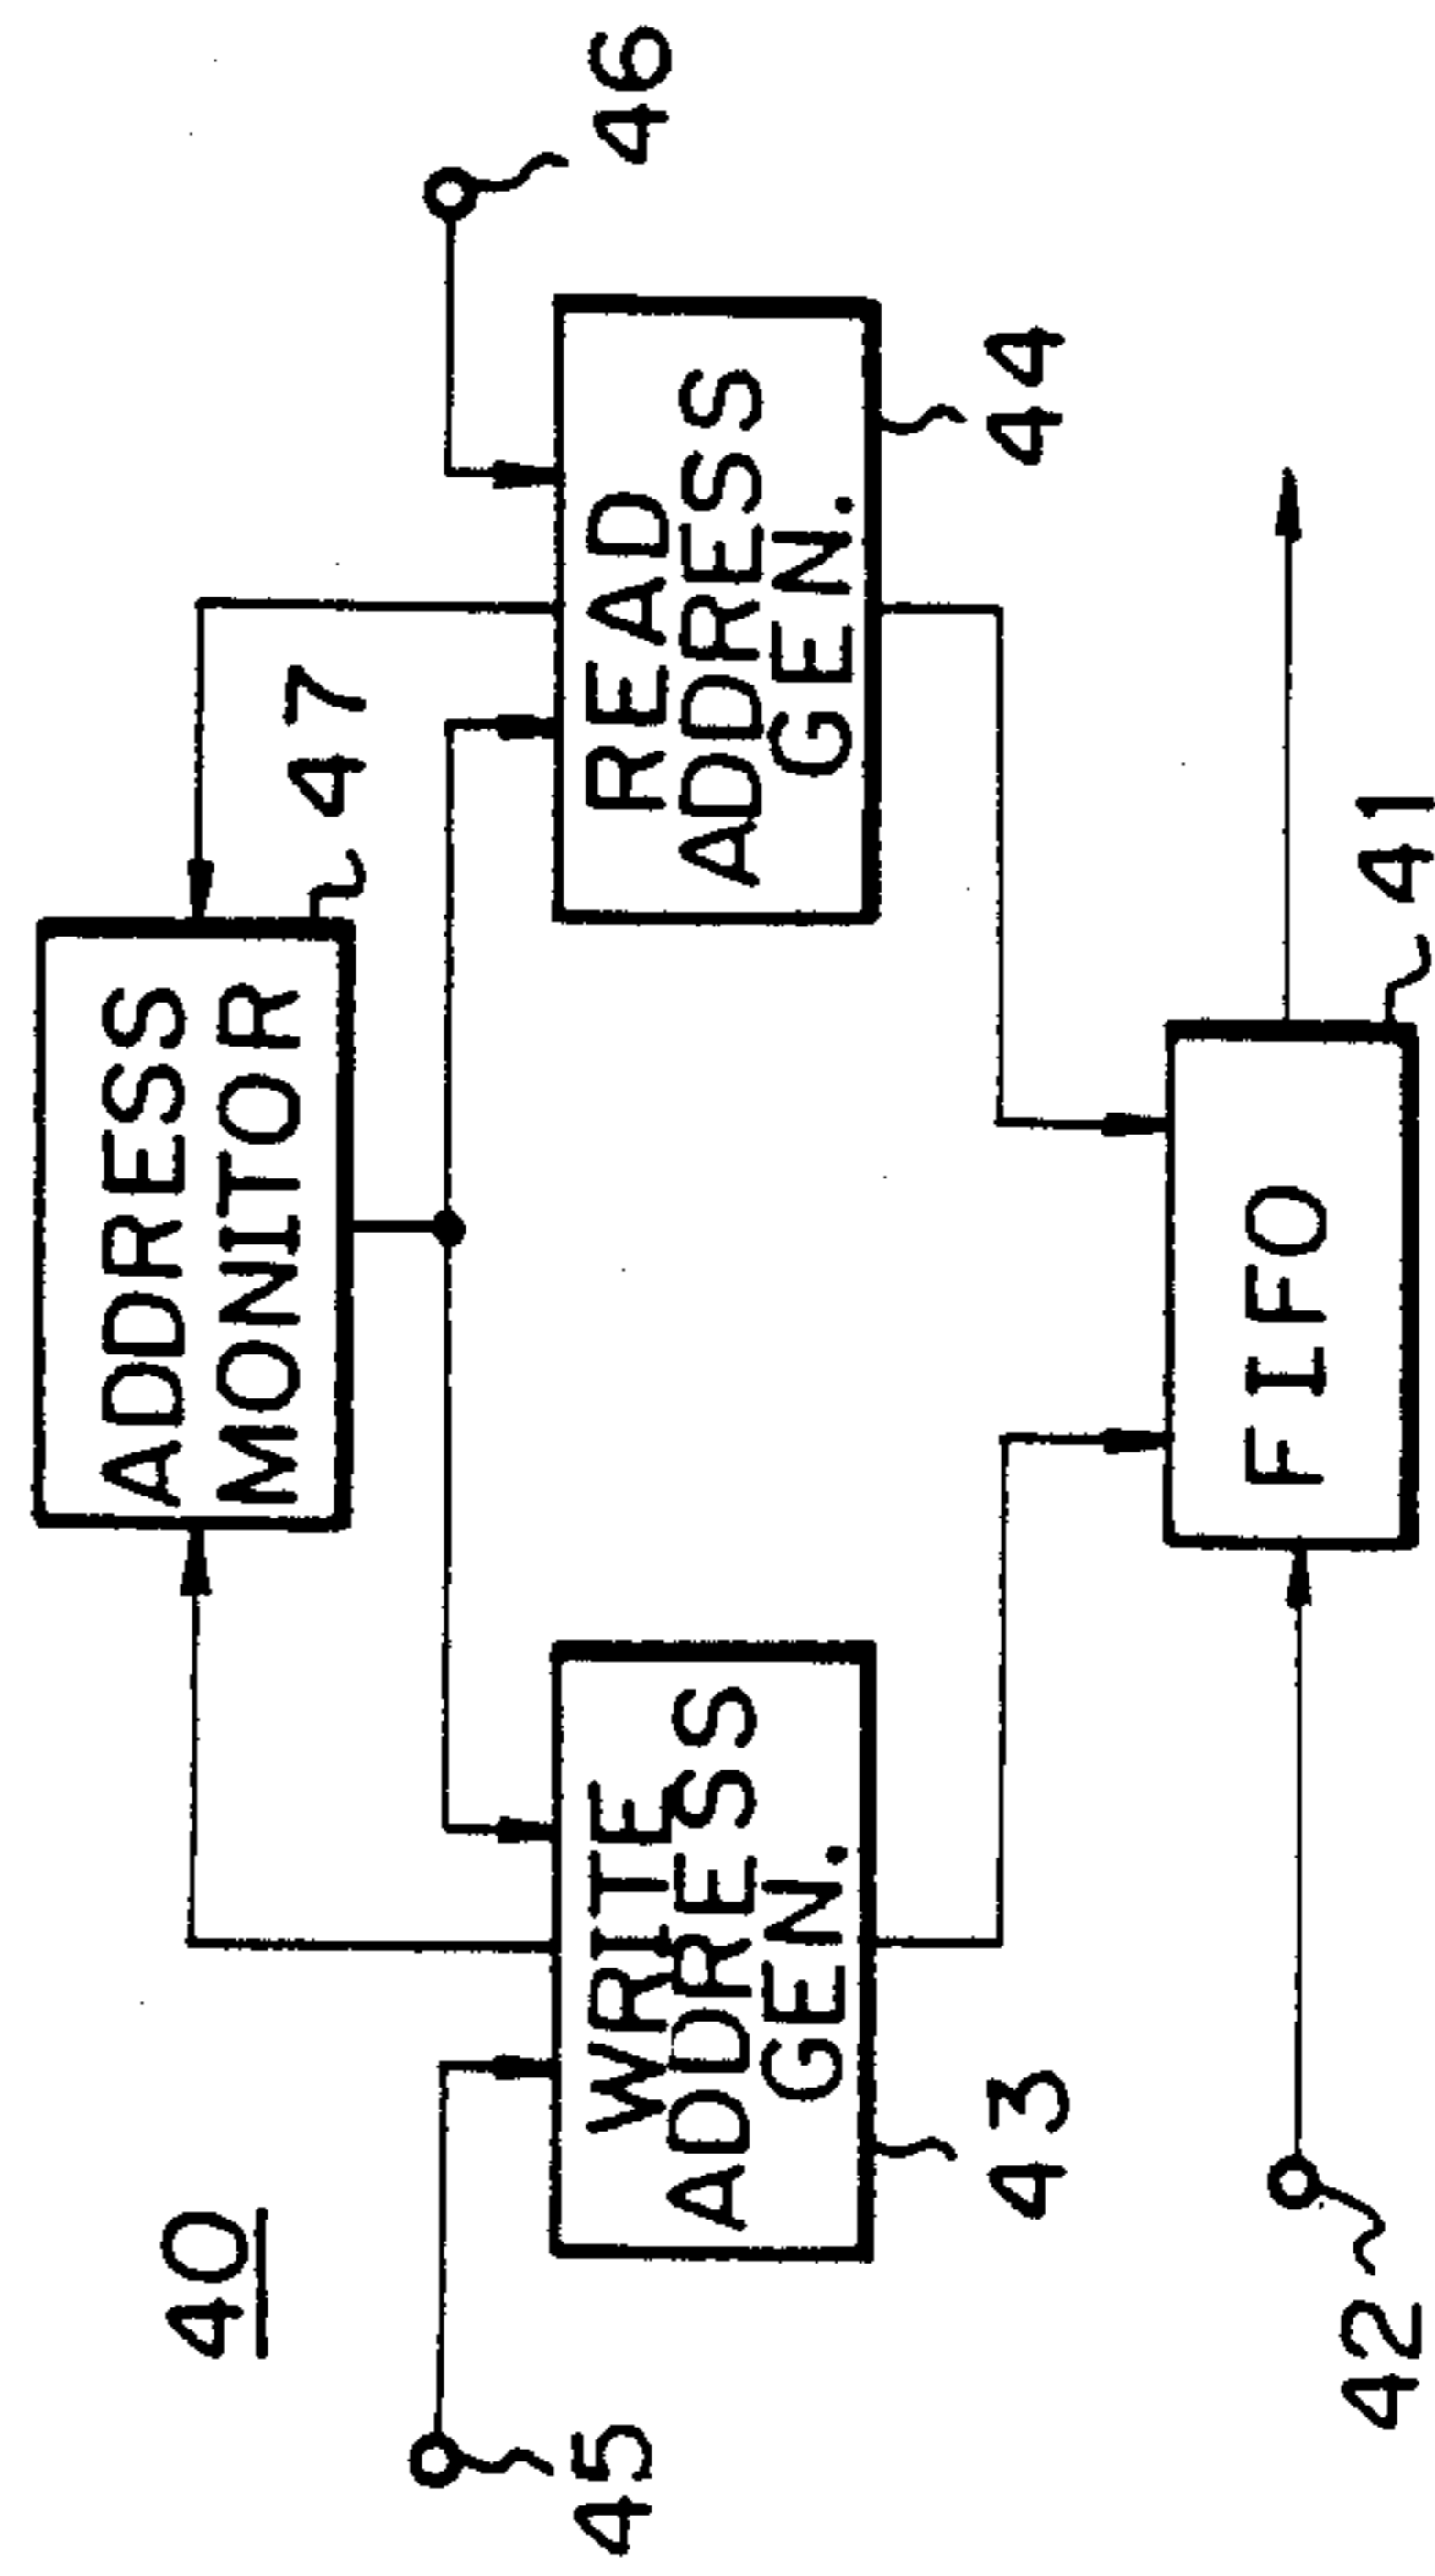 40
ADDRESS
MONITOR
47
45
46
WRITE
ADDRESS
GEN.
43
READ
ADDRESS
GEN.
44
42
FIFO
41